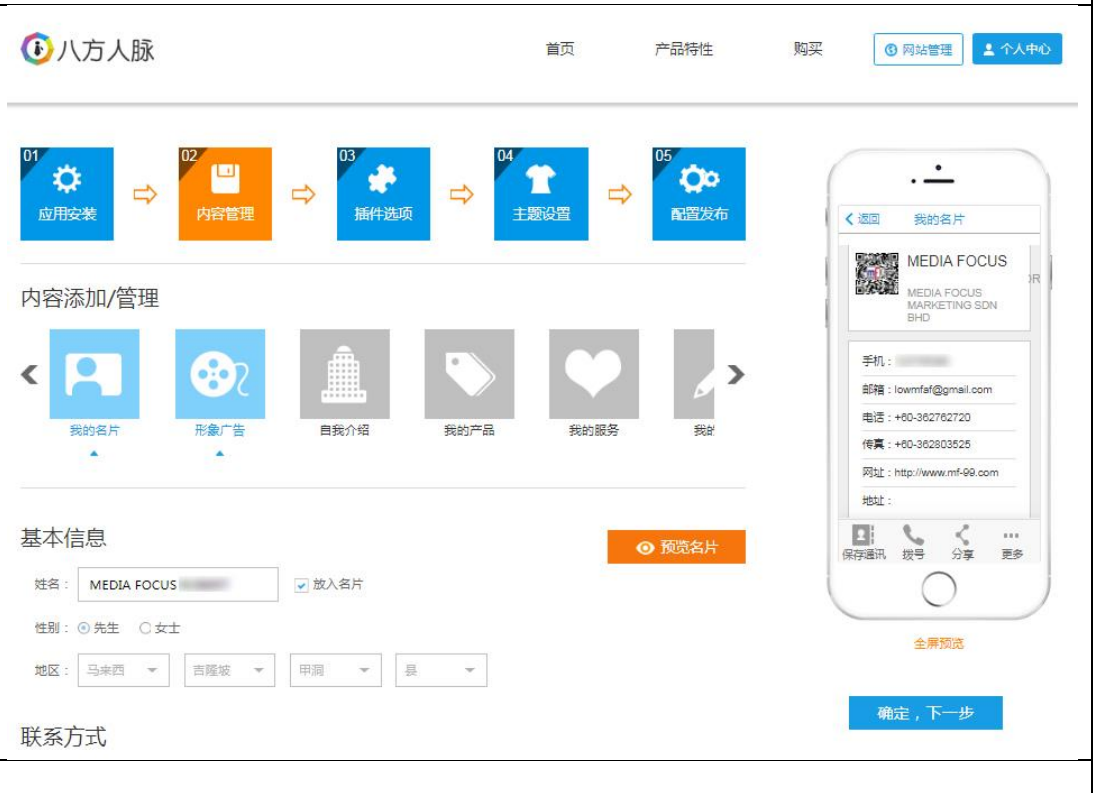 八方人脉
首页 产品特性 购买 网站管理 个人中心
01 应用安装
02 内容管理
03 插件选项
04 主题设置
05 配置发布
内容添加/管理
我的名片 形象广告 自我介绍 我的产品 我的服务 我的
基本信息
预览名片
姓名： MEDIA FOCUS
放入名片
性别： 先生 女士
地区： 马来西 吉隆坡 甲洞 县
联系方式
返回 我的名片
MEDIA FOCUS
OR
MEDIA FOCUS
MARKETING SDN
BHD
手机：
邮箱：lowmfaf@gmail.com
电话：+60-362762720
传真：+60-362803525
网址：http://www.mf-99.com
地址：
保存通讯 拨号 分享 更多
全屏预览
确定，下一步